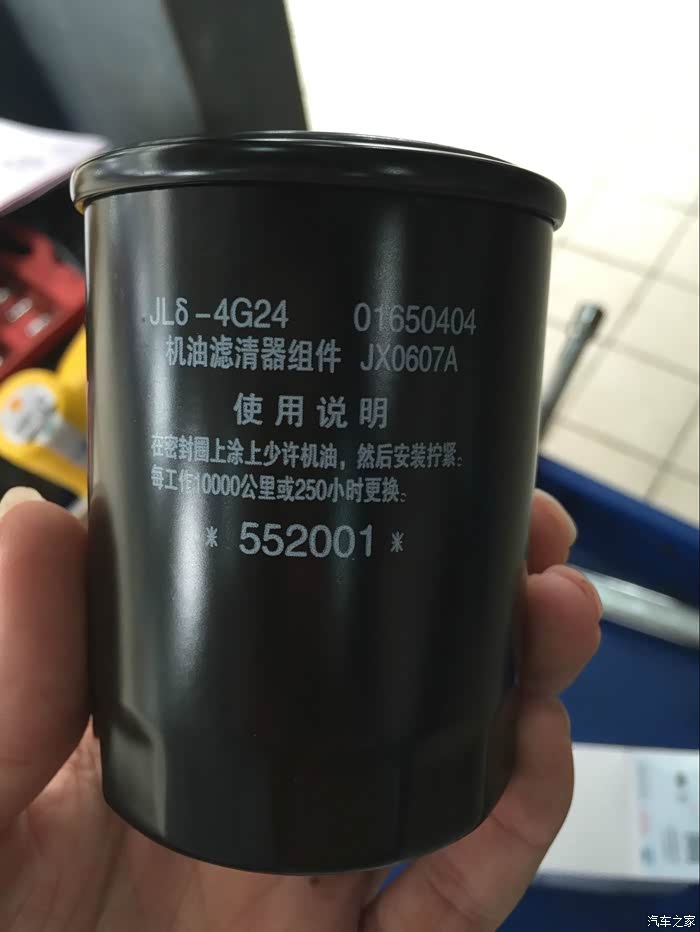 JLδ-4G24 01650404
机油滤清器组件 JX0607A
使用说明
在密封圈上涂上少许机油，然后安装拧紧。
每工作10000公里或250小时更换。
* 552001 *
汽车之家